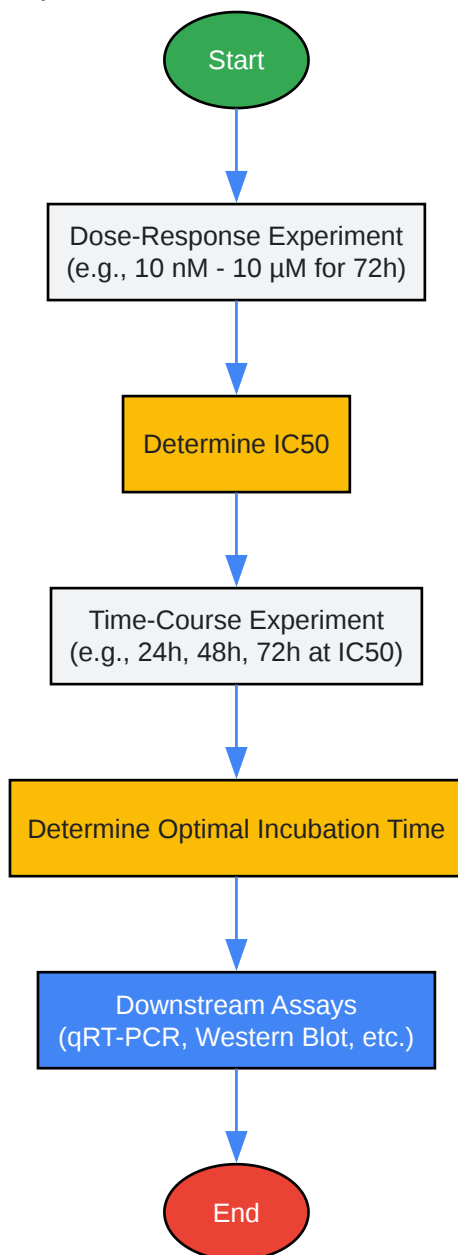 Start
Dose-Response Experiment
(e.g., 10 nM - 10 µM for 72h)
Determine IC50
Time-Course Experiment
(e.g., 24h, 48h, 72h at IC50)
Determine Optimal Incubation Time
Downstream Assays
(qRT-PCR, Western Blot, etc.)
End